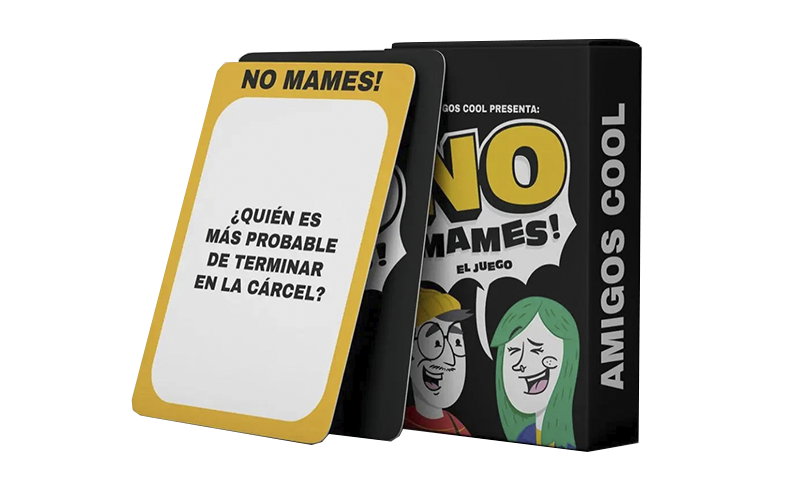 NO MAMES!
¿QUIÉN ES
MÁS PROBABLE
DE TERMINAR
EN LA CÁRCEL?
COOL PRESENTA:
NO
MAMES!
EL JUEGO
AMIGOS COOL